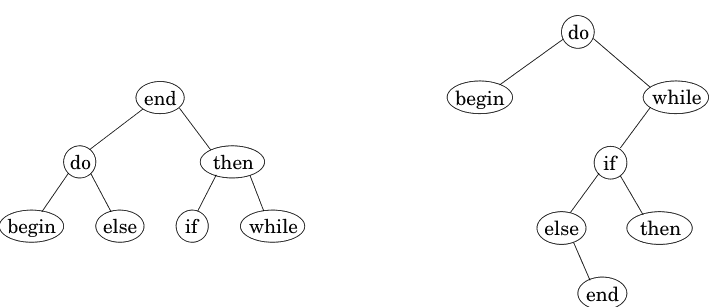 do
end
begin
while
do
then
if
begin
else
if
while
else
then
end